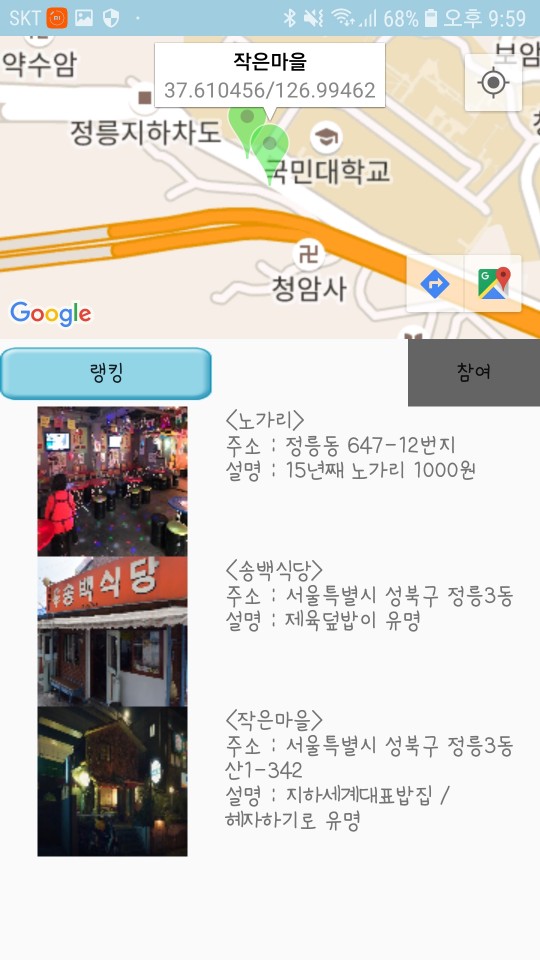 SKT 68% 오후 9:59
약수암
보암
작은마을
37.610456/126.99462
정릉지하차도
국민대학교
청암사
Google
랭킹
참여
<노가리>
주소 : 정릉동 647-12번지
설명 : 15년째 노가리 1000원
송백식당
<송백식당>
주소 : 서울특별시 성북구 정릉3동
설명 : 제육덮밥이 유명
<작은마을>
주소 : 서울특별시 성북구 정릉3동
산1-342
설명 : 지하세계대표밥집 /
혜자하기로 유명